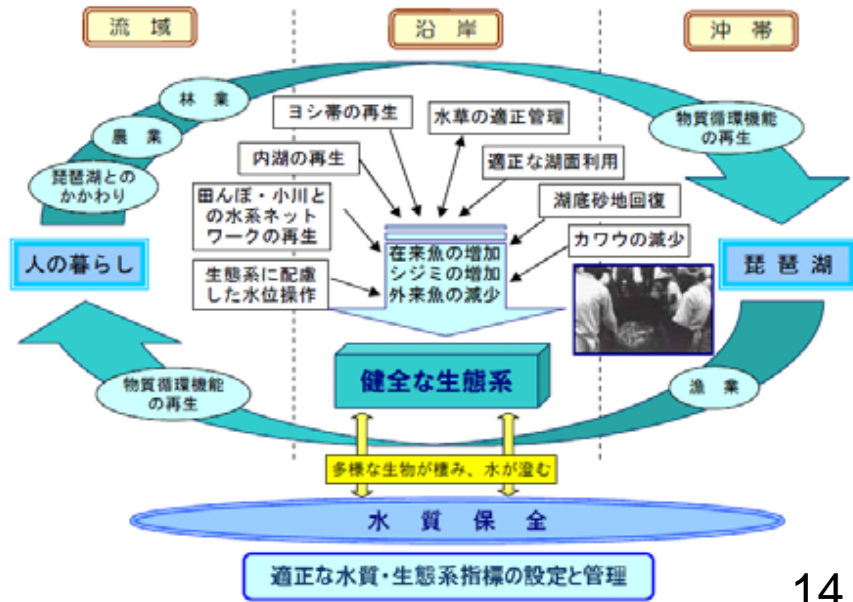 流域
沿岸
沖帯
林業
農業
琵琶湖との
かかわり
人の暮らし
ヨシ帯の再生
水草の適正管理
内湖の再生
適正な湖面利用
田んぼ・小川と
の水系ネット
ワークの再生
湖底砂地回復
カワウの減少
生態系に配慮
した水位操作
在来魚の増加
シジミの増加
外来魚の減少
物質循環機能
の再生
琵琶湖
健全な生態系
物質循環機能
の再生
漁業
多様な生物が棲み、水が澄む
水質保全
適正な水質・生態系指標の設定と管理
14